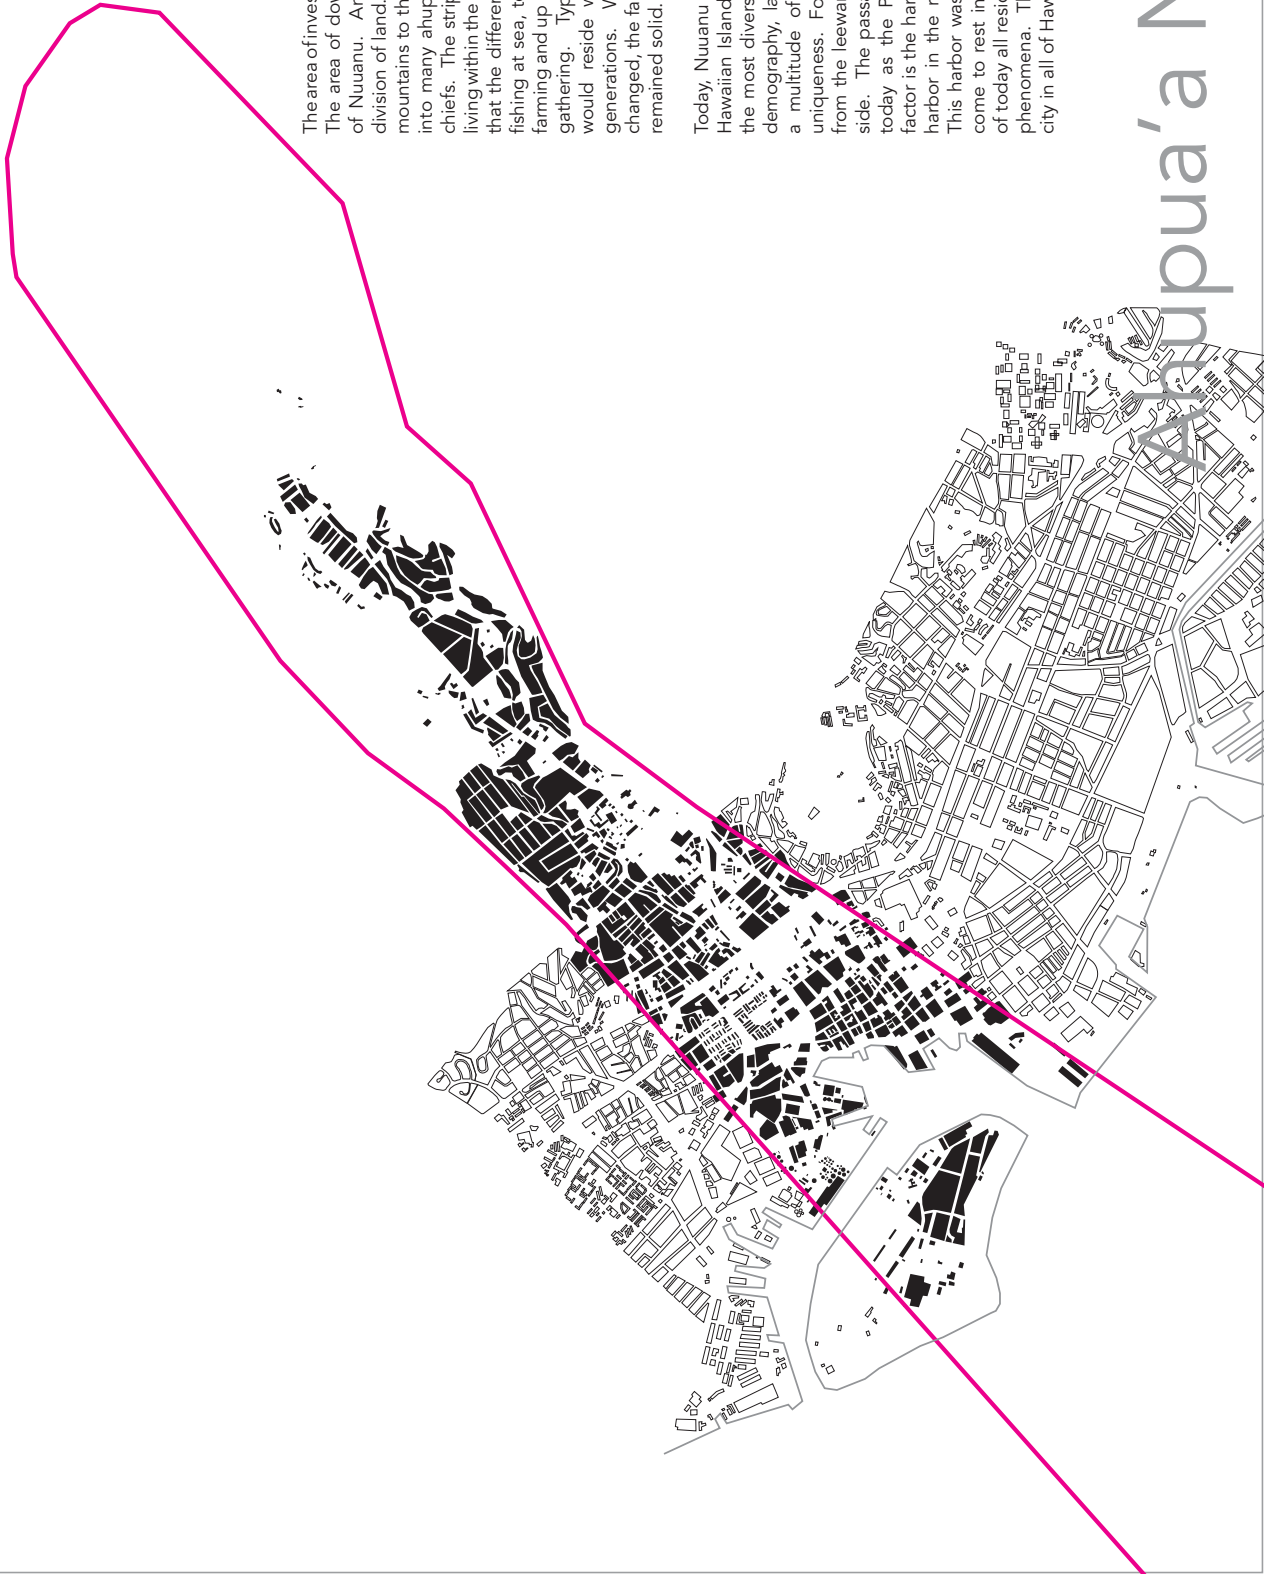 The area of inves
The area of dow
of Nuuanu. An
division of land.
mountains to th
into many ahup
chiefs. The strip
living within the
that the differen
fishing at sea, t
farming and up
gathering. Typ
would reside w
generations. W
changed, the fa
remained solid.
Today, Nuuanu
Hawaiian Island
the most divers
demography, la
a multitude of
uniqueness. Fo
from the leewar
side. The passa
today as the P
factor is the har
harbor in the n
This harbor was
come to rest in
of today all resid
phenomena. Th
city in all of Haw
Ahupua'a N